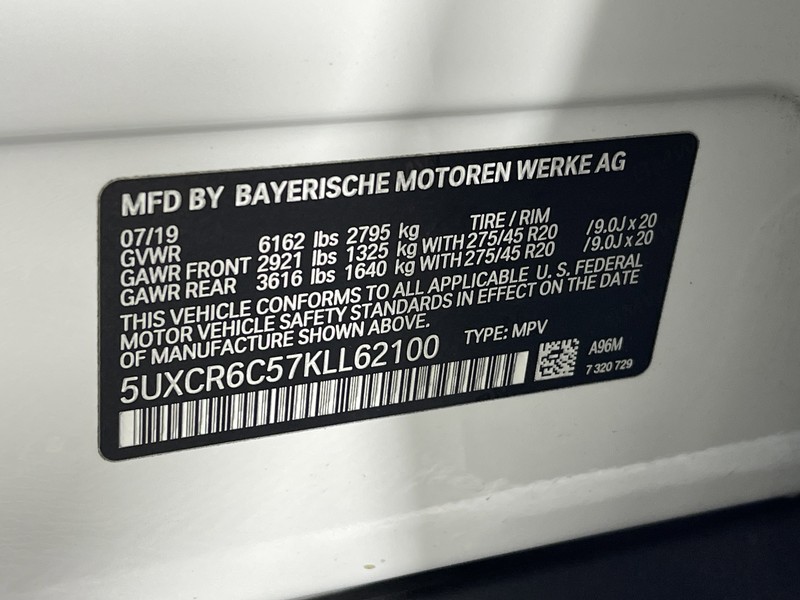 MFD BY BAYERISCHE MOTOREN WERKE AG
07/19 TIRE / RIM
GVWR 6162 lbs 2795 kg
GAWR FRONT 2921 lbs 1325 kg WITH 275/45 R20 /9.0J x 20
GAWR REAR 3616 lbs 1640 kg WITH 275/45 R20 /9.0J x 20
THIS VEHICLE CONFORMS TO ALL APPLICABLE U. S. FEDERAL
MOTOR VEHICLE SAFETY STANDARDS IN EFFECT ON THE DATE
OF MANUFACTURE SHOWN ABOVE.
5UXCR6C57KLL62100 TYPE: MPV
A96M
7 320 729